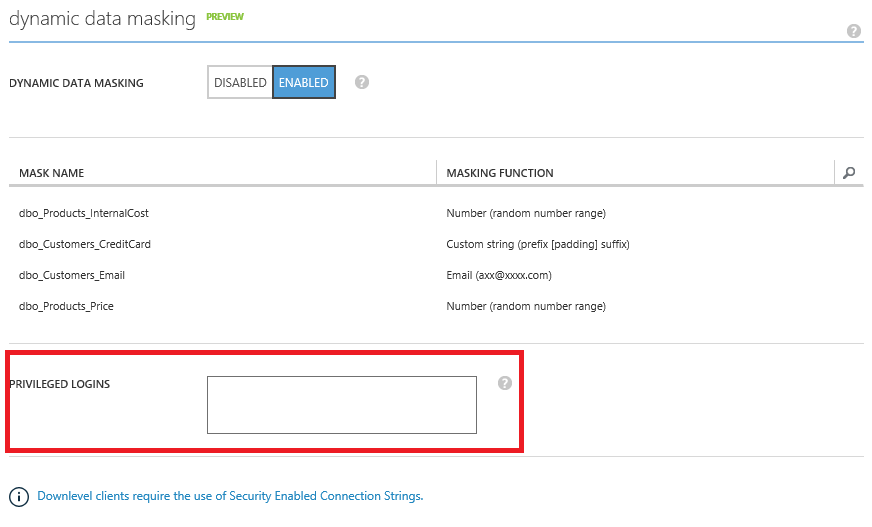 dynamic data masking PREVIEW
?
DYNAMIC DATA MASKING DISABLED ENABLED ?
MASK NAME MASKING FUNCTION
dbo_Products_InternalCost Number (random number range)
dbo_Customers_CreditCard Custom string (prefix [padding] suffix)
dbo_Customers_Email Email (axx@xxxx.com)
dbo_Products_Price Number (random number range)
PRIVILEGED LOGINS ?
i Downlevel clients require the use of Security Enabled Connection Strings.